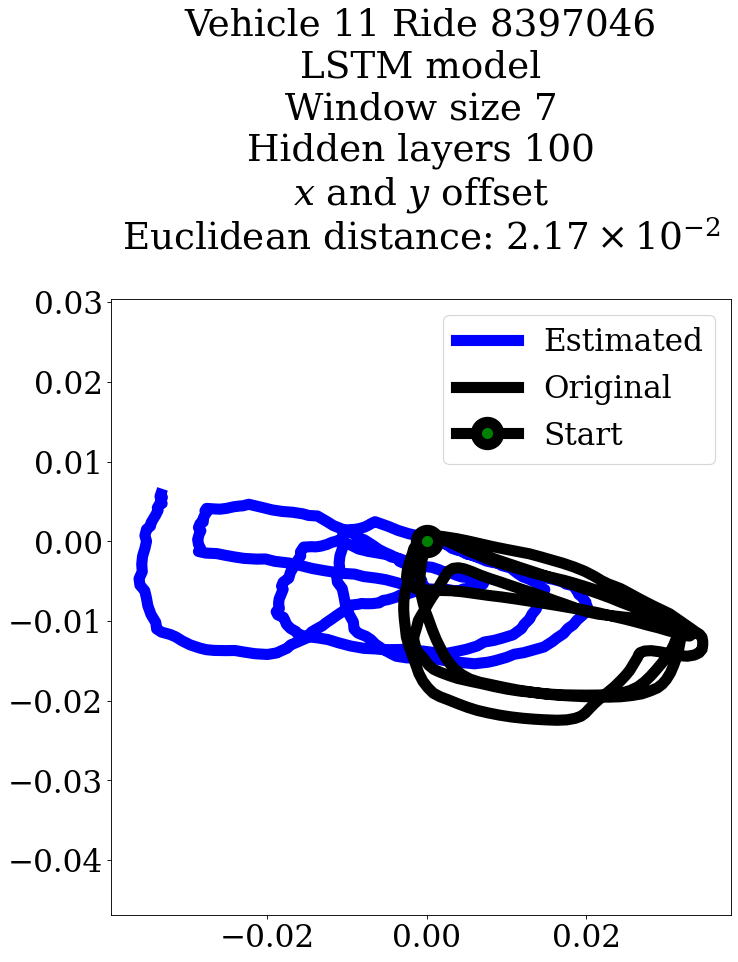 Vehicle 11 Ride 8397046
LSTM model
Window size 7
Hidden layers 100
x and y offset
Euclidean distance: 2.17 × 10⁻²
Estimated
Original
Start
0.03
0.02
0.01
0.00
−0.01
−0.02
−0.03
−0.04
−0.02 0.00 0.02